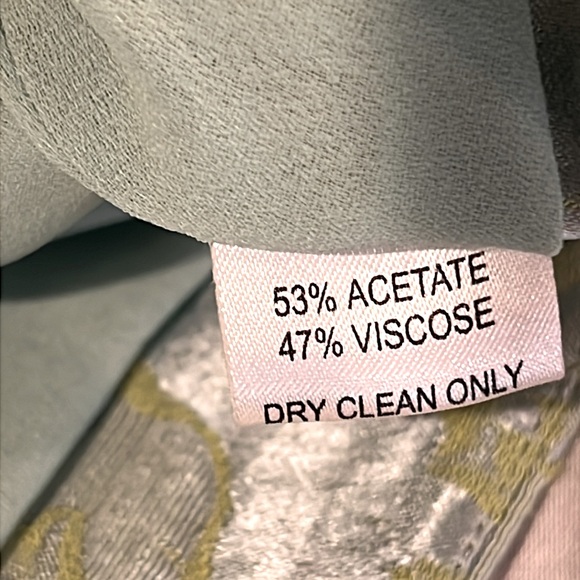 53% ACETATE
47% VISCOSE
DRY CLEAN ONLY